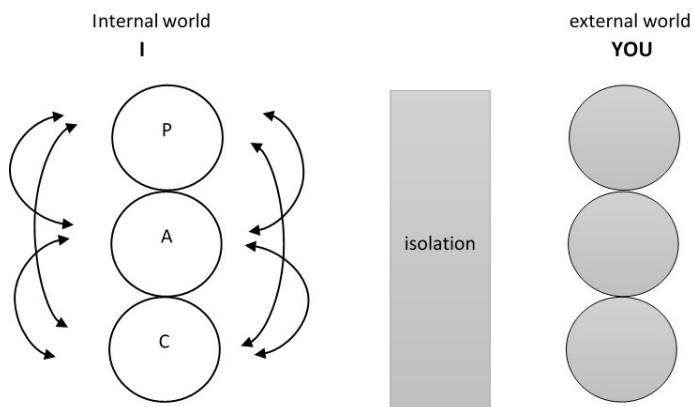 Internal world
I
external world
YOU
P
A
isolation
C